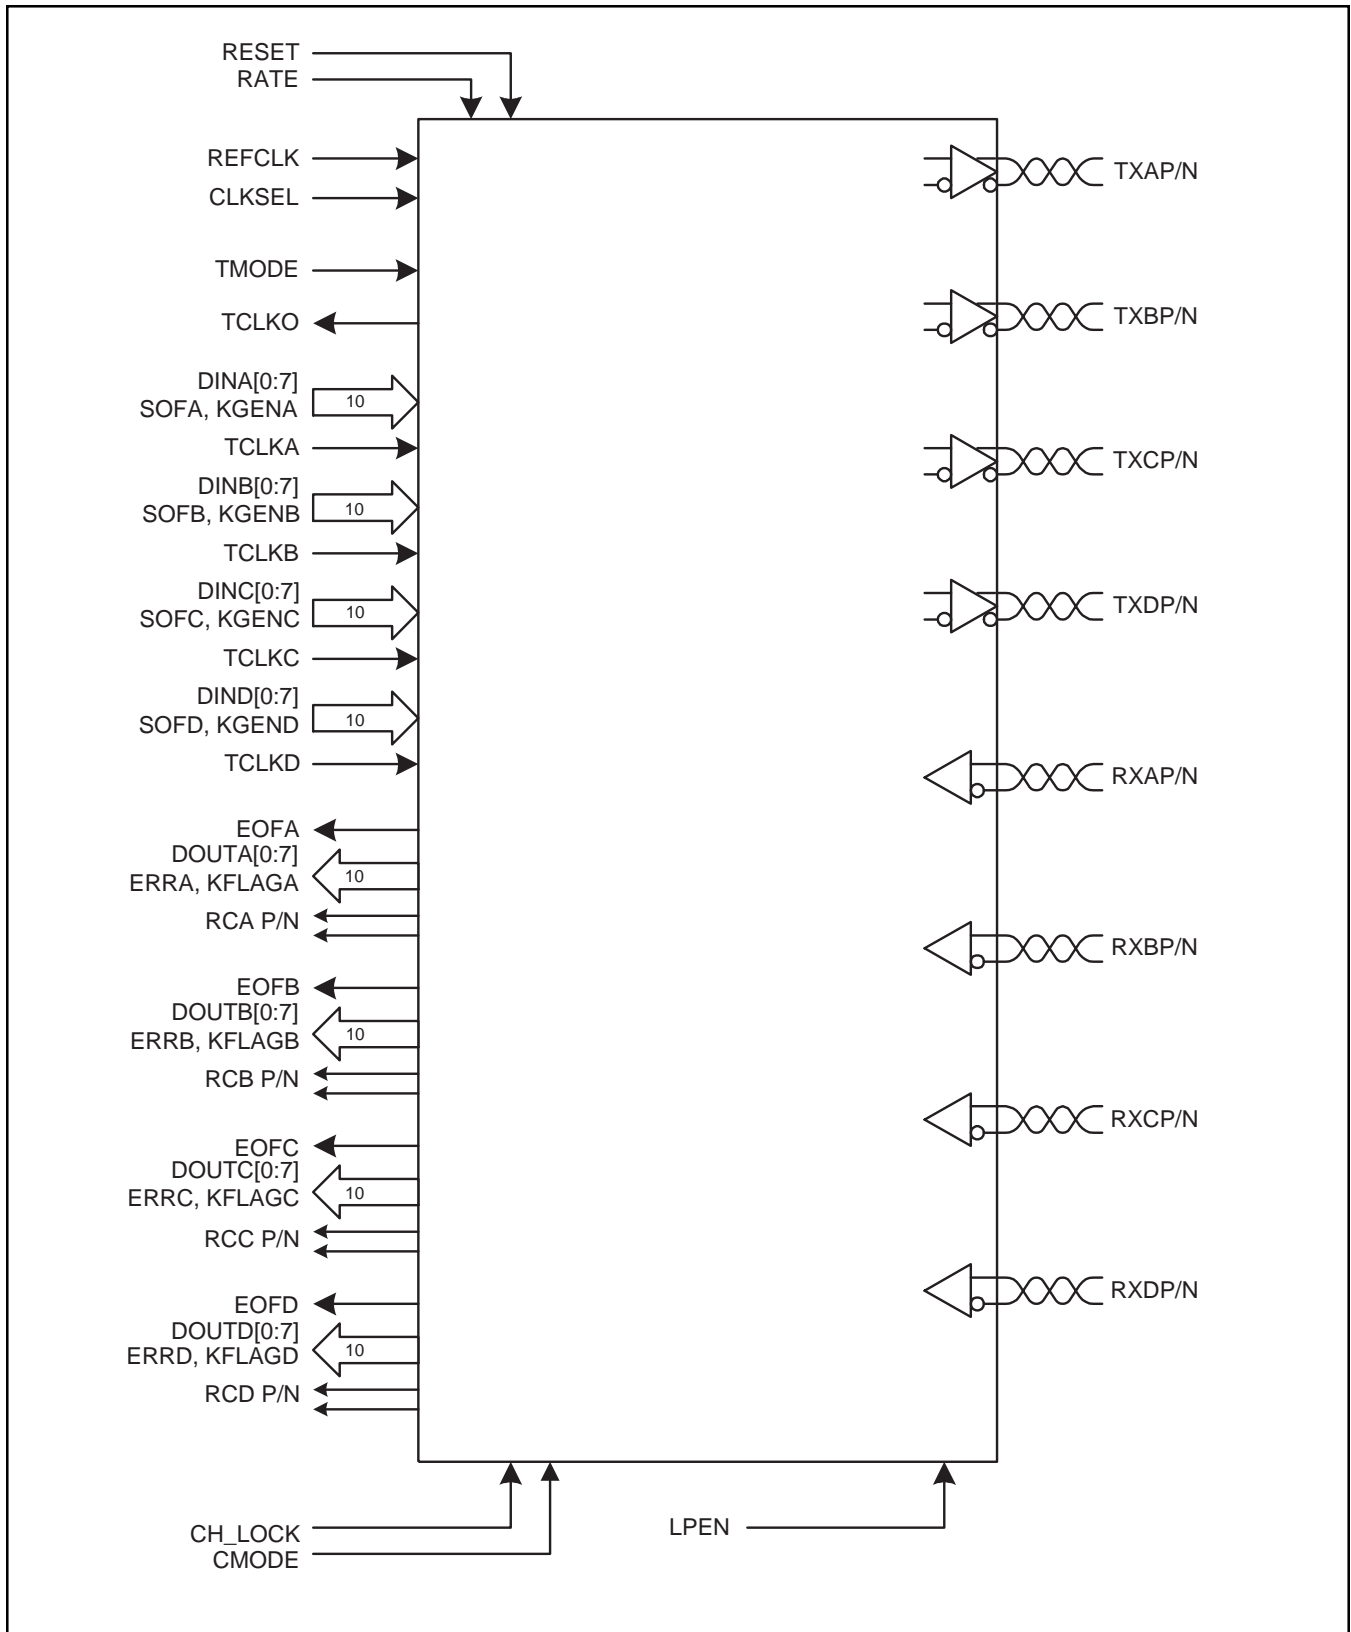 RESET
RATE
REFCLK
CLKSEL
TMODE
TCLKO
DINA[0:7]
SOFA, KGENA
10
TCLKA
DINB[0:7]
SOFB, KGENB
10
TCLKB
DINC[0:7]
SOFC, KGENC
10
TCLKC
DIND[0:7]
SOFD, KGEND
10
TCLKD
EOFA
DOUTA[0:7]
ERRA, KFLAGA
10
RCA P/N
EOFB
DOUTB[0:7]
ERRB, KFLAGB
10
RCB P/N
EOFC
DOUTC[0:7]
ERRC, KFLAGC
10
RCC P/N
EOFD
DOUTD[0:7]
ERRD, KFLAGD
10
RCD P/N
TXAP/N
TXBP/N
TXCP/N
TXDP/N
RXAP/N
RXBP/N
RXCP/N
RXDP/N
CH_LOCK
CMODE
LPEN